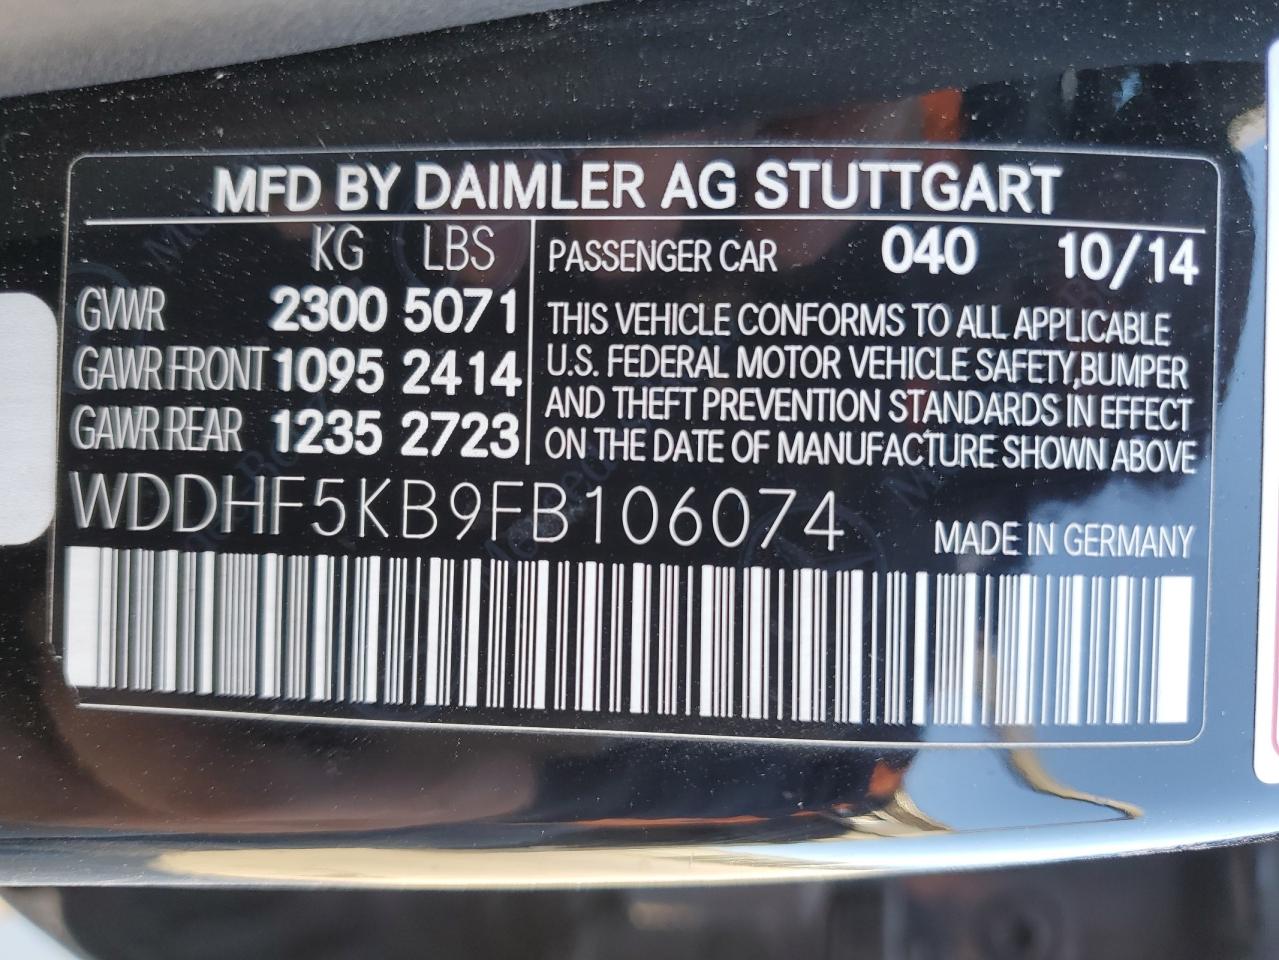 MFD BY DAIMLER AG STUTTGART
KG LBS
GVWR 2300 5071
GAWR FRONT 1095 2414
GAWR REAR 1235 2723
PASSENGER CAR 040 10/14
THIS VEHICLE CONFORMS TO ALL APPLICABLE
U.S. FEDERAL MOTOR VEHICLE SAFETY, BUMPER
AND THEFT PREVENTION STANDARDS IN EFFECT
ON THE DATE OF MANUFACTURE SHOWN ABOVE
WDDHF5KB9FB106074
MADE IN GERMANY